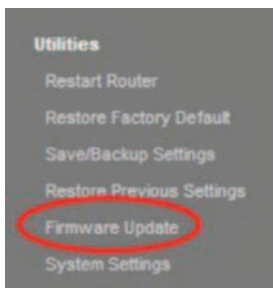 Utilities
Restart Router
Restore Factory Default
Save/Backup Settings
Restore Previous Settings
Firmware Update
System Settings